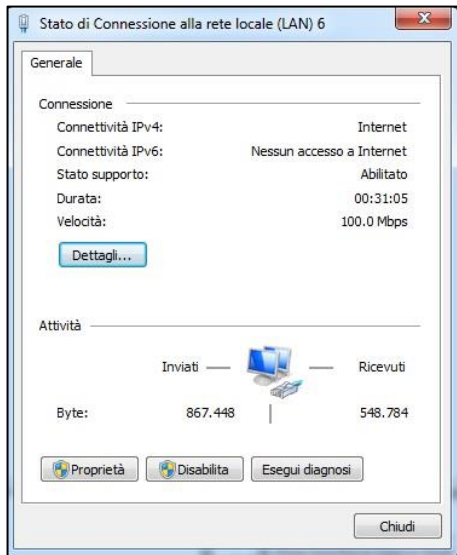 Stato di Connessione alla rete locale (LAN) 6
Generale
Connessione
Connettività IPv4: Internet
Connettività IPv6: Nessun accesso a Internet
Stato supporto: Abilitato
Durata: 00:31:05
Velocità: 100.0 Mbps
Dettagli...
Attività
Inviati Ricevuti
Byte: 867.448 548.784
Proprietà Disabilita Esegui diagnosi
Chiudi